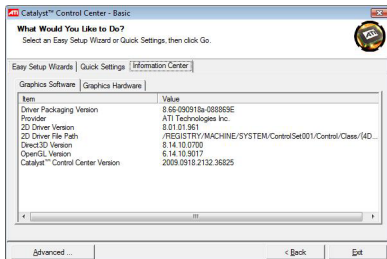 ATI Catalyst™ Control Center - Basic
What Would You Like to Do?
Select an Easy Setup Wizard or Quick Settings, then click Go.
ATI
Easy Setup Wizards Quick Settings Information Center
Graphics Software Graphics Hardware
Item Value
Driver Packaging Version 8.66-090918a-088869E
Provider ATI Technologies Inc.
2D Driver Version 8.01.01.961
2D Driver File Path /REGISTRY/MACHINE/SYSTEM/ControlSet001/Control/Class/{4D...
Direct3D Version 8.14.10.0700
OpenGL Version 6.14.10.9017
Catalyst™ Control Center Version 2009.0918.2132.36825
Advanced ... < Back Exit